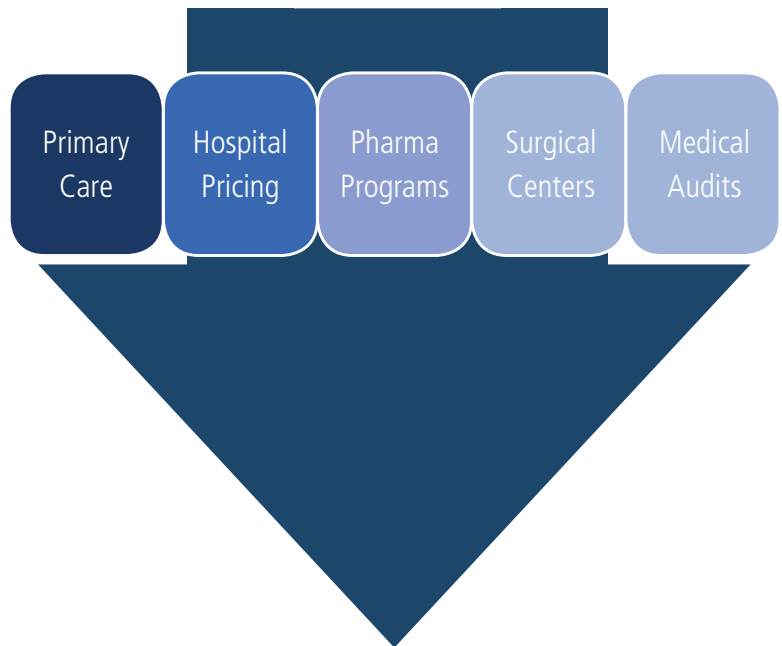 Primary
Care
Hospital
Pricing
Pharma
Programs
Surgical
Centers
Medical
Audits